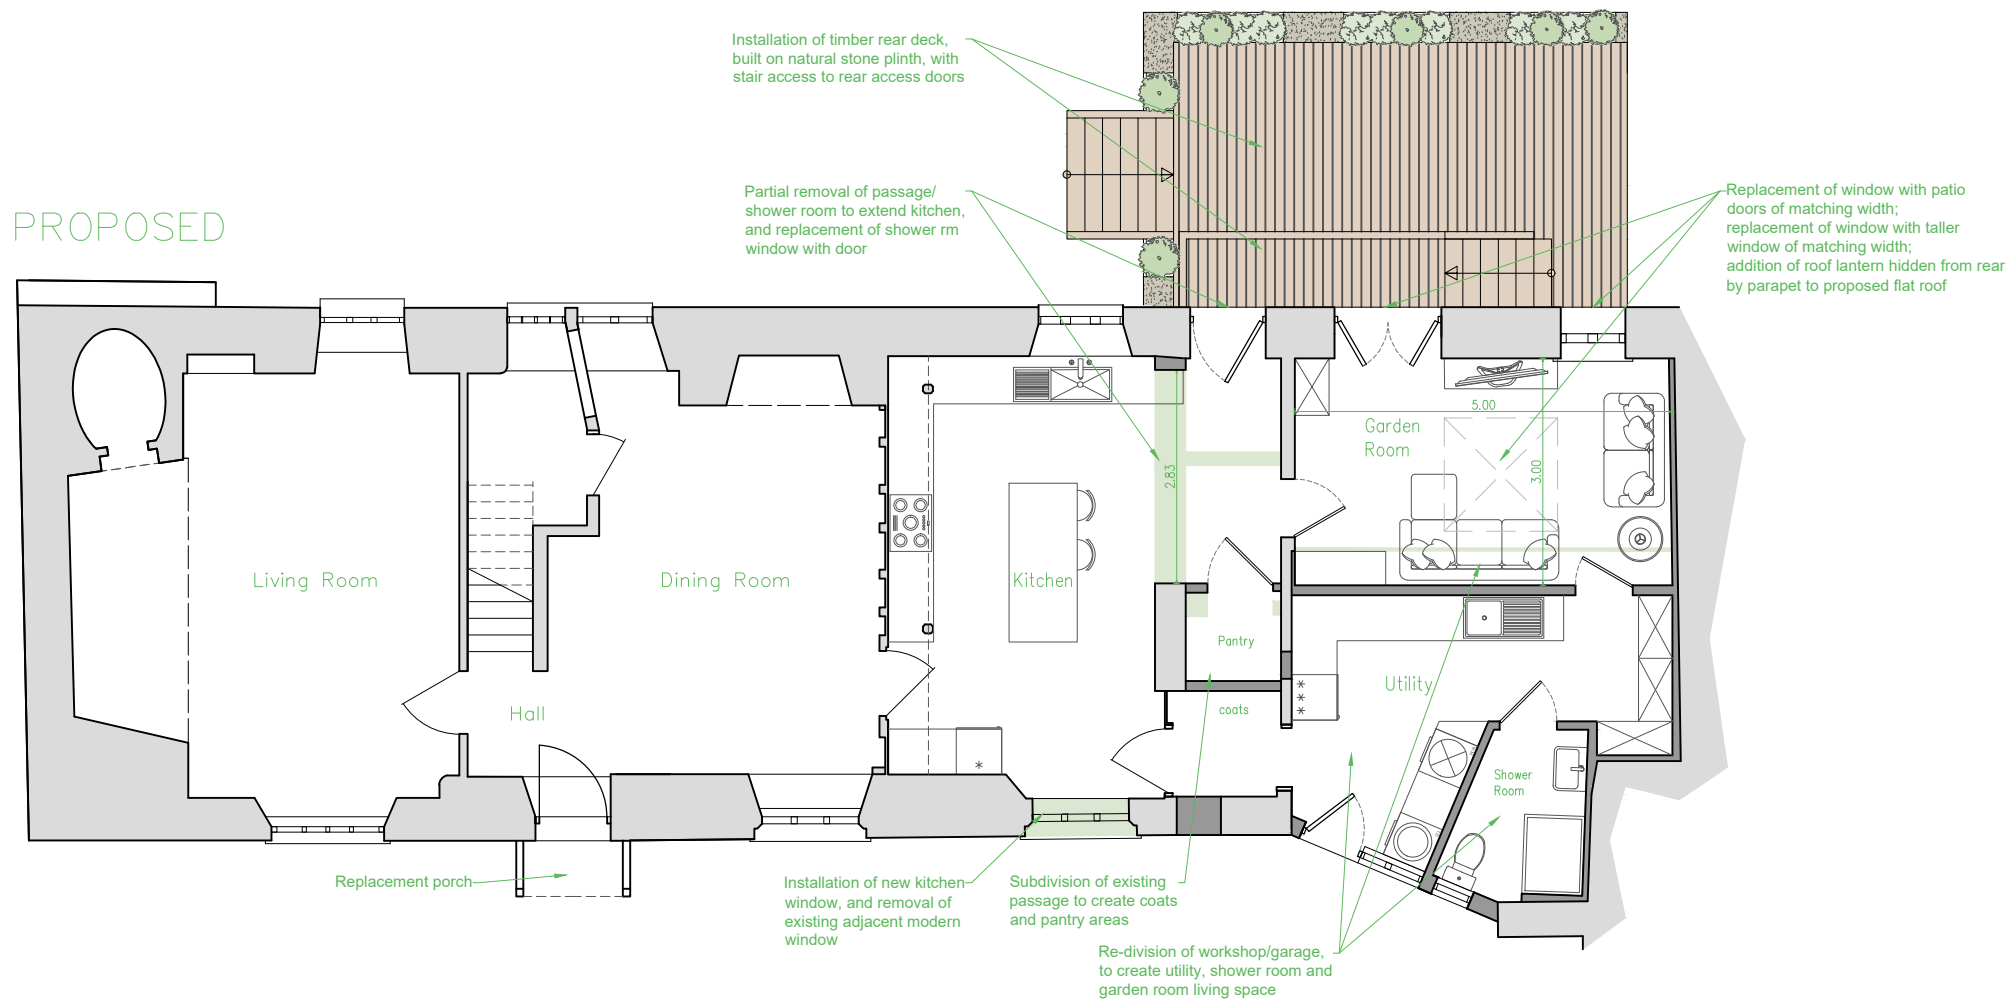 PROPOSED
Installation of timber rear deck,
built on natural stone plinth, with
stair access to rear access doors
Partial removal of passage/
shower room to extend kitchen,
and replacement of shower rm
window with door
Replacement of window with patio
doors of matching width;
replacement of window with taller
window of matching width;
addition of roof lantern hidden from rear
by parapet to proposed flat roof
5.00
Garden
Room
3.00
2.83
Living Room
Dining Room
Kitchen
Pantry
Utility
coats
Hall
Shower
Room
Replacement porch
Installation of new kitchen
window, and removal of
existing adjacent modern
window
Subdivision of existing
passage to create coats
and pantry areas
Re-division of workshop/garage,
to create utility, shower room and
garden room living space